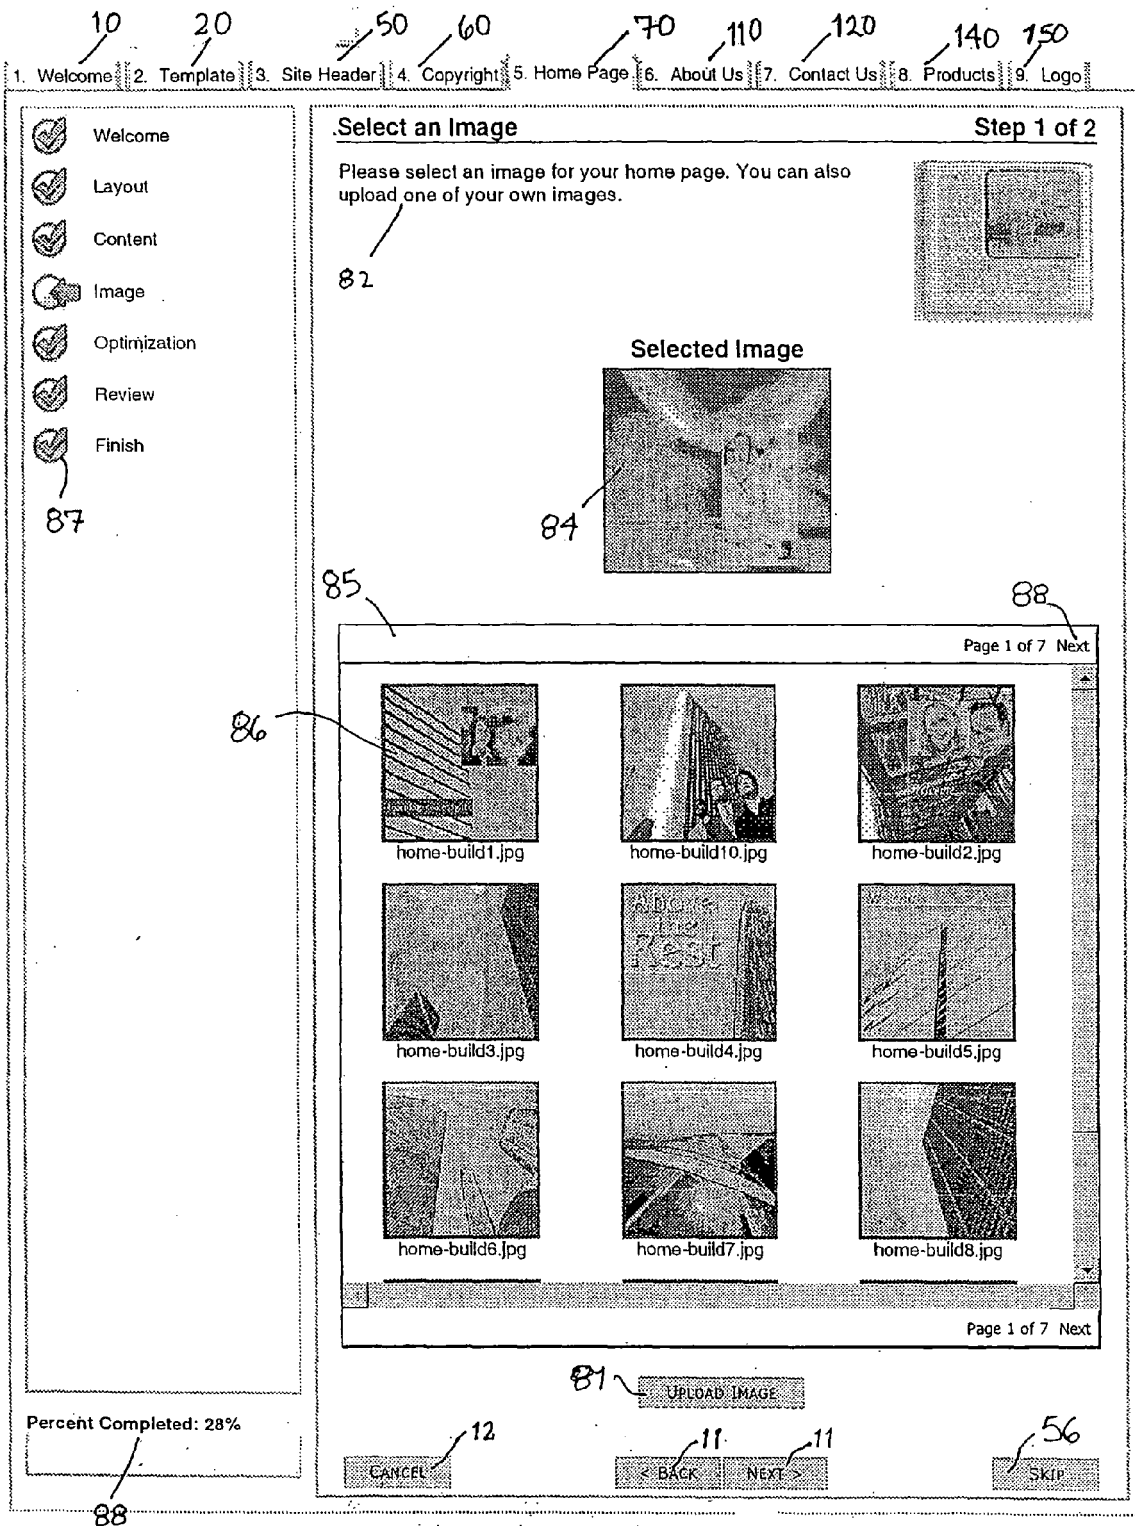 10 20 50 60 70 110 120 140 150
1. Welcome 2. Template 3. Site Header 4. Copyright 5. Home Page 6. About Us 7. Contact Us 8. Products 9. Logo
Welcome
Layout
Content
Image
Optimization
Review
Finish
87
Select an Image Step 1 of 2
Please select an image for your home page. You can also
upload one of your own images.
82
Selected Image
84
85
88
Page 1 of 7 Next
86
home-build1.jpg home-build10.jpg home-build2.jpg
Above
the
Rest
home-build3.jpg home-build4.jpg home-build5.jpg
home-build6.jpg home-build7.jpg home-build8.jpg
Page 1 of 7 Next
81
UPLOAD IMAGE
Percent Completed: 28%
88
12 11 11 56
CANCEL < BACK NEXT > SKIP